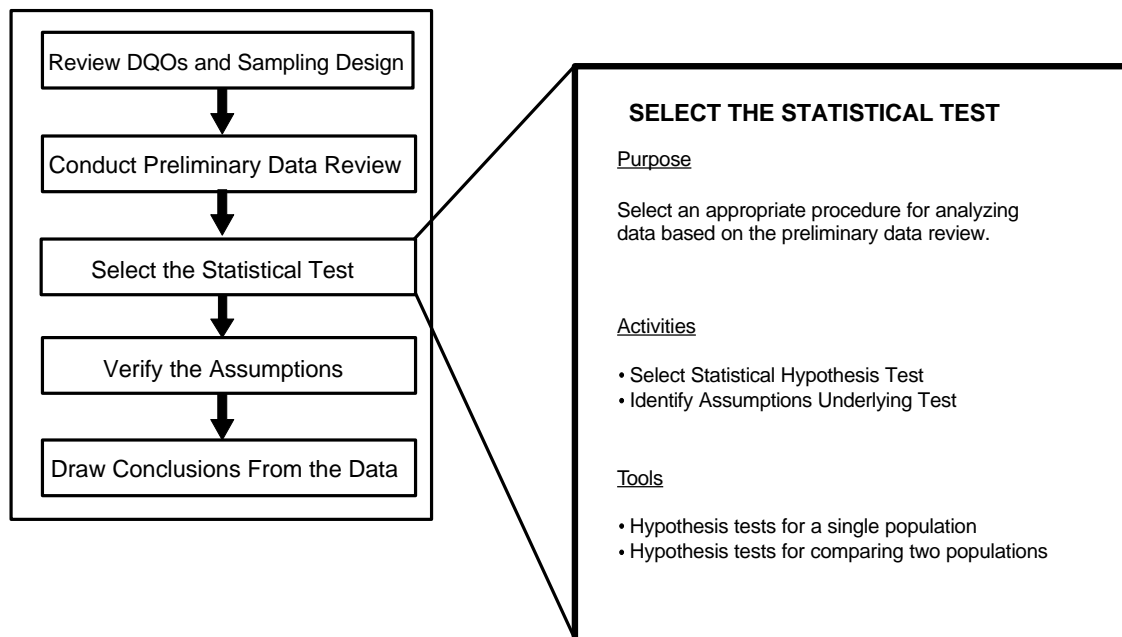 Review DQOs and Sampling Design
Conduct Preliminary Data Review
Select the Statistical Test
Verify the Assumptions
Draw Conclusions From the Data
SELECT THE STATISTICAL TEST
Purpose
Select an appropriate procedure for analyzing
data based on the preliminary data review.
Activities
• Select Statistical Hypothesis Test
• Identify Assumptions Underlying Test
Tools
• Hypothesis tests for a single population
• Hypothesis tests for comparing two populations